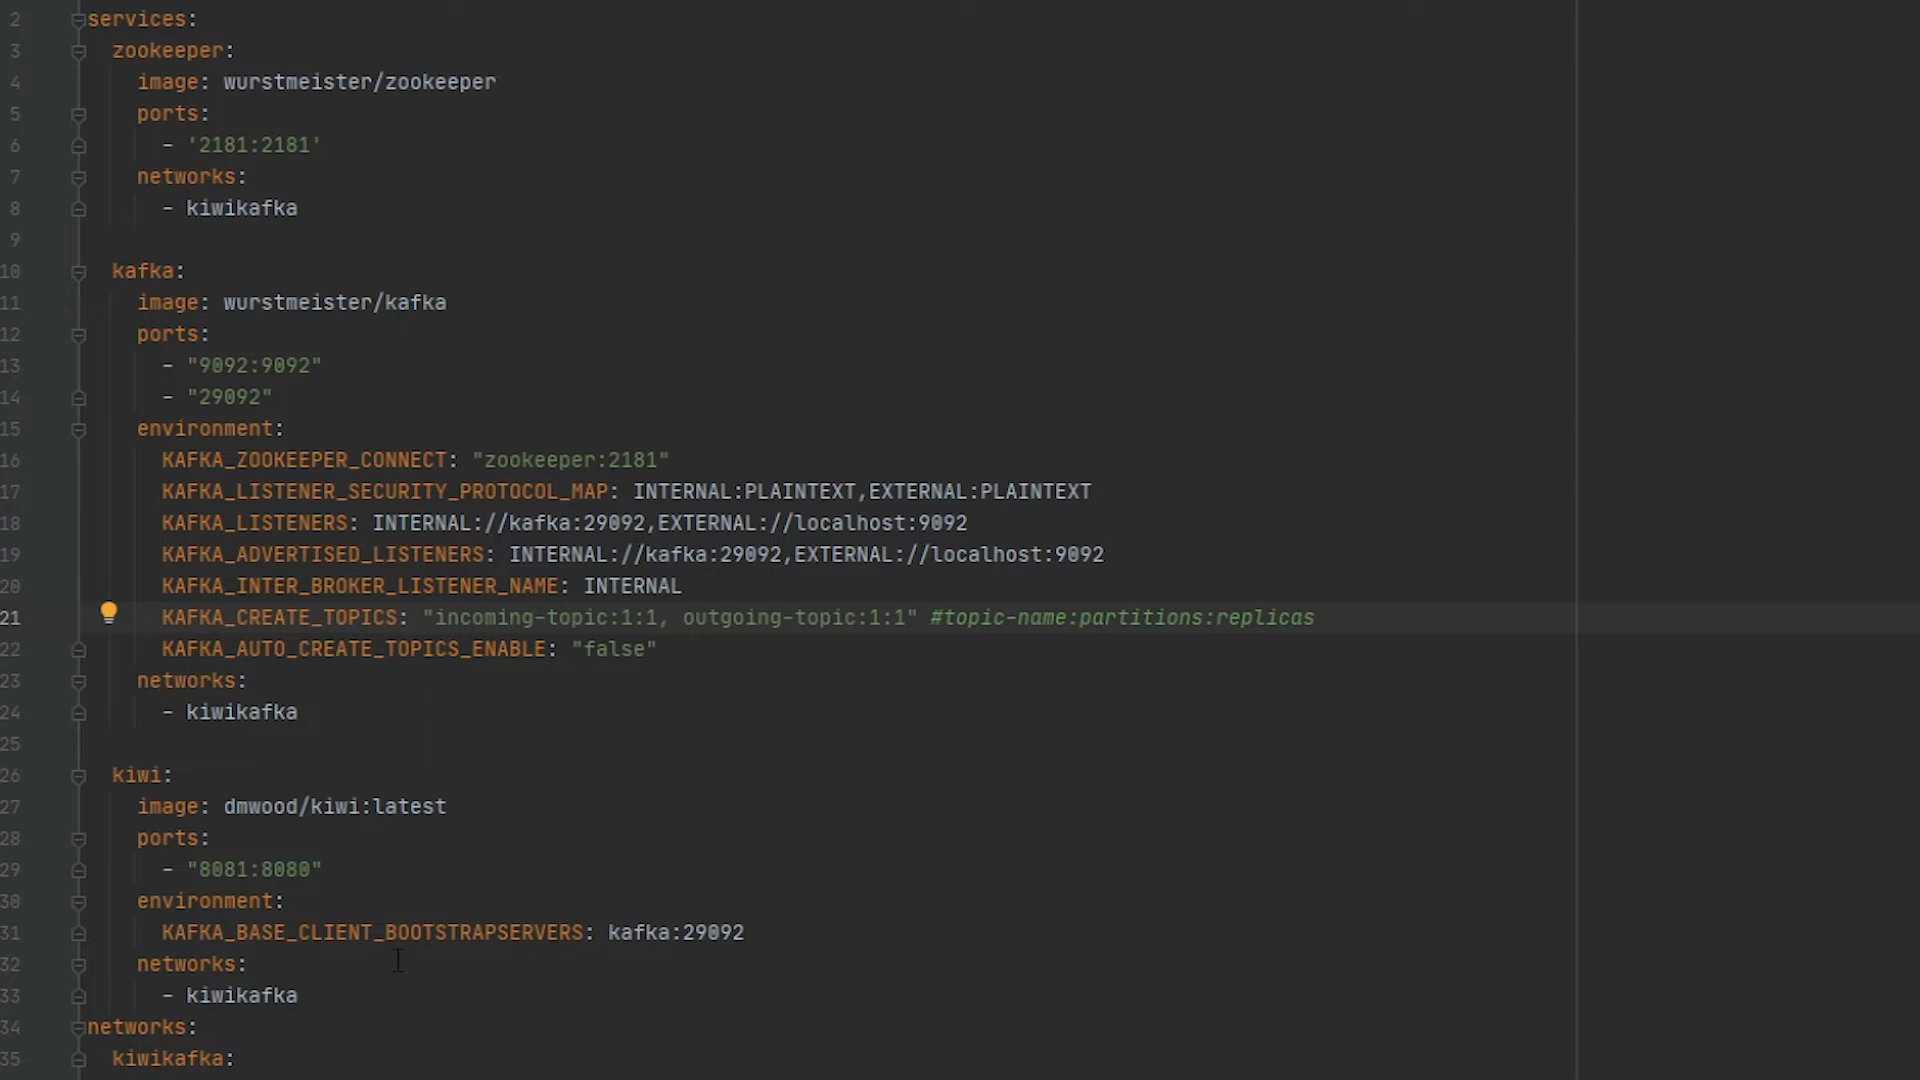 2 services:
3 zookeeper:
4 image: wurstmeister/zookeeper
5 ports:
6 - '2181:2181'
7 networks:
8 - kiwikafka
9
10 kafka:
11 image: wurstmeister/kafka
12 ports:
13 - "9092:9092"
14 - "29092"
15 environment:
16 KAFKA_ZOOKEEPER_CONNECT: "zookeeper:2181"
17 KAFKA_LISTENER_SECURITY_PROTOCOL_MAP: INTERNAL:PLAINTEXT,EXTERNAL:PLAINTEXT
18 KAFKA_LISTENERS: INTERNAL://kafka:29092,EXTERNAL://localhost:9092
19 KAFKA_ADVERTISED_LISTENERS: INTERNAL://kafka:29092,EXTERNAL://localhost:9092
20 KAFKA_INTER_BROKER_LISTENER_NAME: INTERNAL
21 KAFKA_CREATE_TOPICS: "incoming-topic:1:1, outgoing-topic:1:1" #topic-name:partitions:replicas
22 KAFKA_AUTO_CREATE_TOPICS_ENABLE: "false"
23 networks:
24 - kiwikafka
25
26 kiwi:
27 image: dmwood/kiwi:latest
28 ports:
29 - "8081:8080"
30 environment:
31 KAFKA_BASE_CLIENT_BOOTSTRAPSERVERS: kafka:29092
32 networks:
33 - kiwikafka
34 networks:
35 kiwikafka: